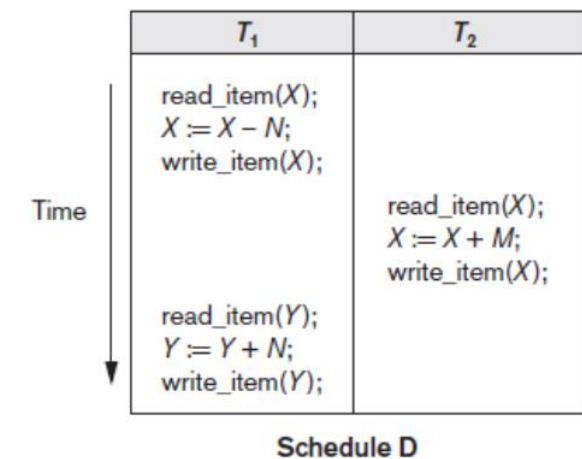 T₁ T₂
read_item(X);
X := X – N;
write_item(X);
Time
read_item(X);
X := X + M;
write_item(X);
read_item(Y);
Y := Y + N;
write_item(Y);
Schedule D